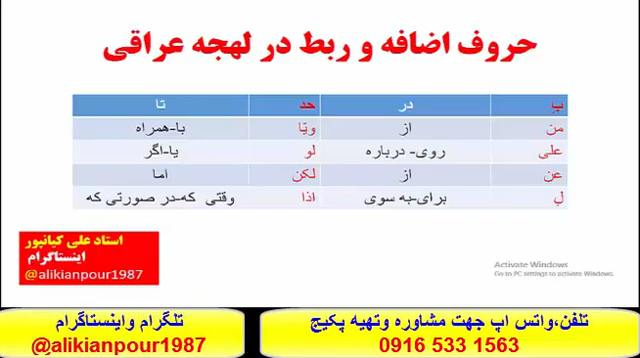 حروف اضافه و ربط در لهجه عراقی
ب در حد تا
من از ویّا با-همراه
علی روی- درباره لو یا-اگر
عن از لکن اما
لِ برای-به سوی اذا وقتی که-در صورتی که
استاد علی کیانپور
اینستاگرام
@alikianpour1987
Activate Windows
Go to PC settings to activate Windows.
تلفن،واتس اپ جهت مشاوره وتهیه پکیج
0916 533 1563
تلگرام واینستاگرام
@alikianpour1987